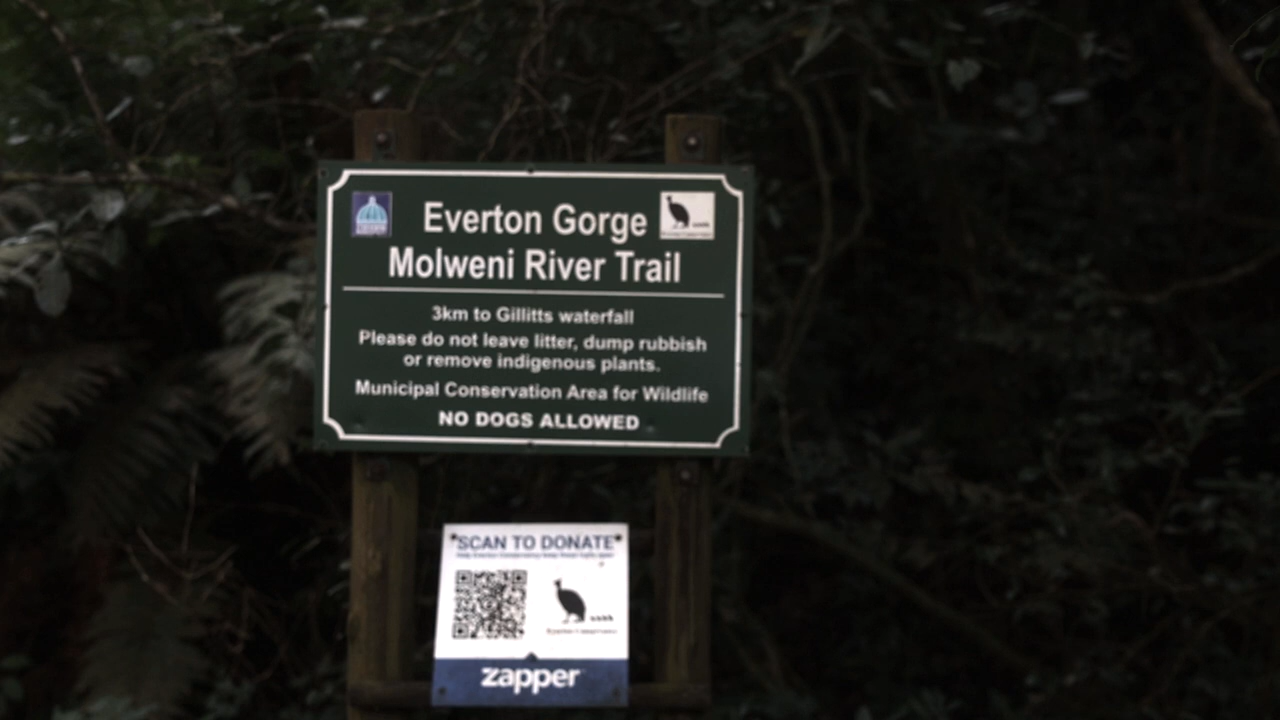 Everton Gorge
Molweni River Trail
3km to Gillitts waterfall
Please do not leave litter, dump rubbish
or remove indigenous plants.
Municipal Conservation Area for Wildlife
NO DOGS ALLOWED
SCAN TO DONATE
zapper